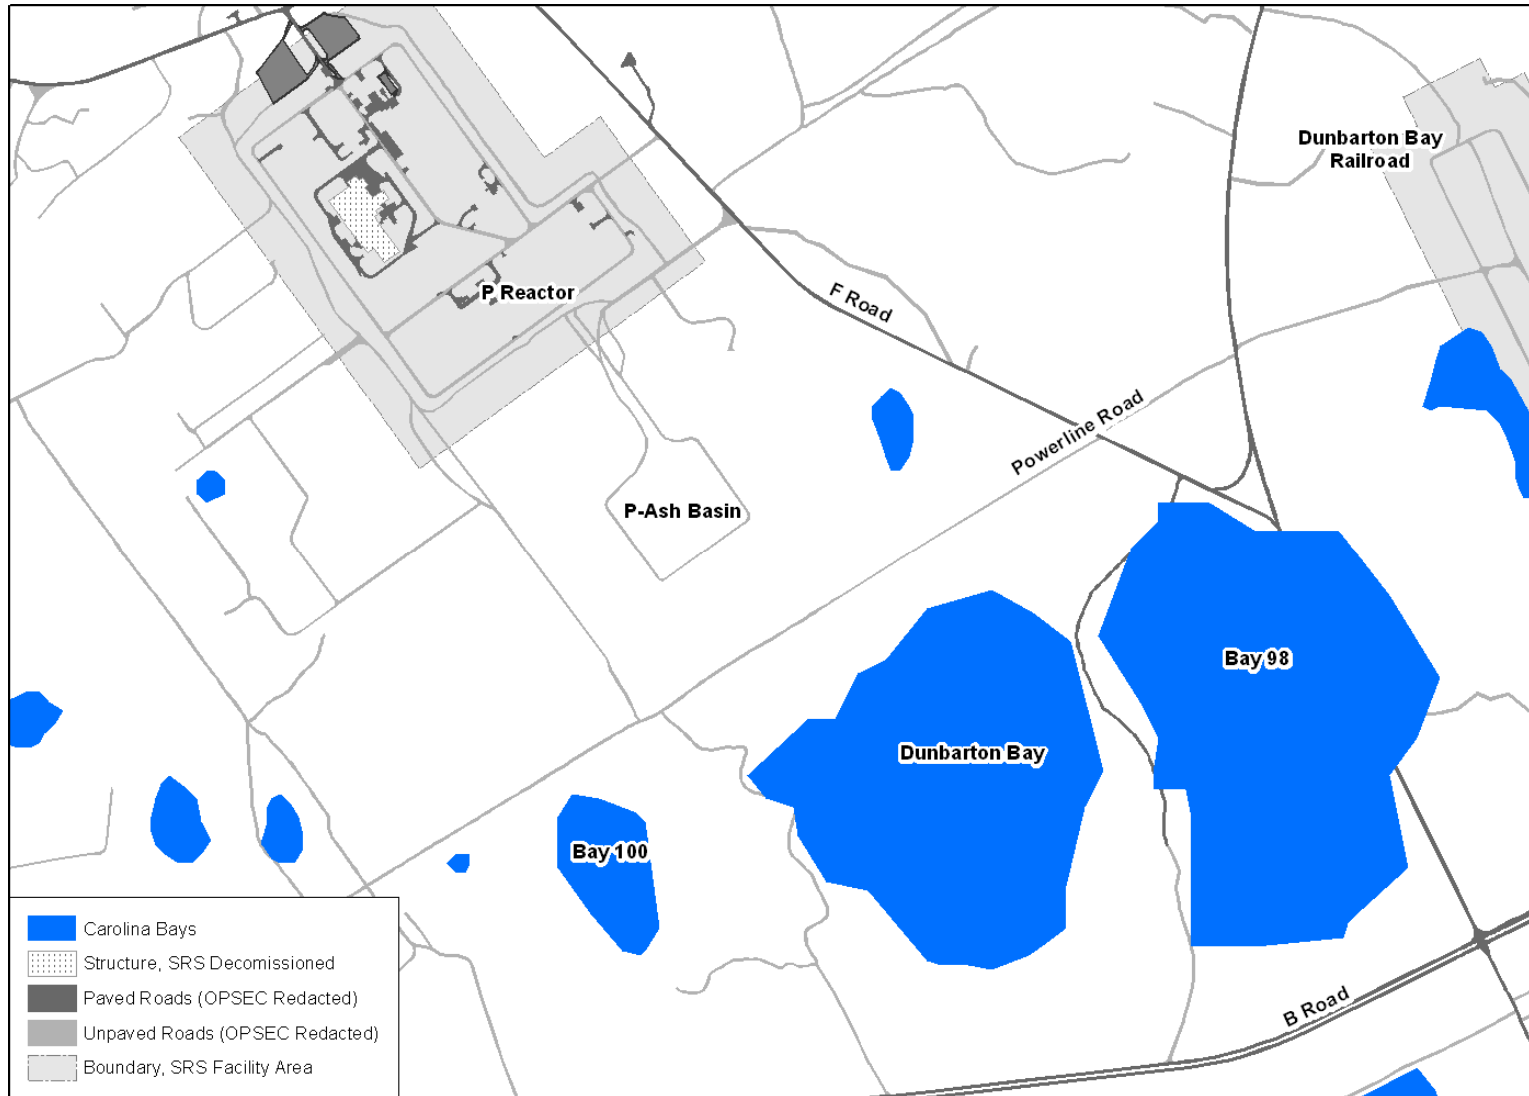 Dunbarton Bay
Railroad
P Reactor
F Road
Powerline Road
P-Ash Basin
Bay 98
Dunbarton Bay
Bay 100
B Road
Carolina Bays
Structure, SRS Decomissioned
Paved Roads (OPSEC Redacted)
Unpaved Roads (OPSEC Redacted)
Boundary, SRS Facility Area